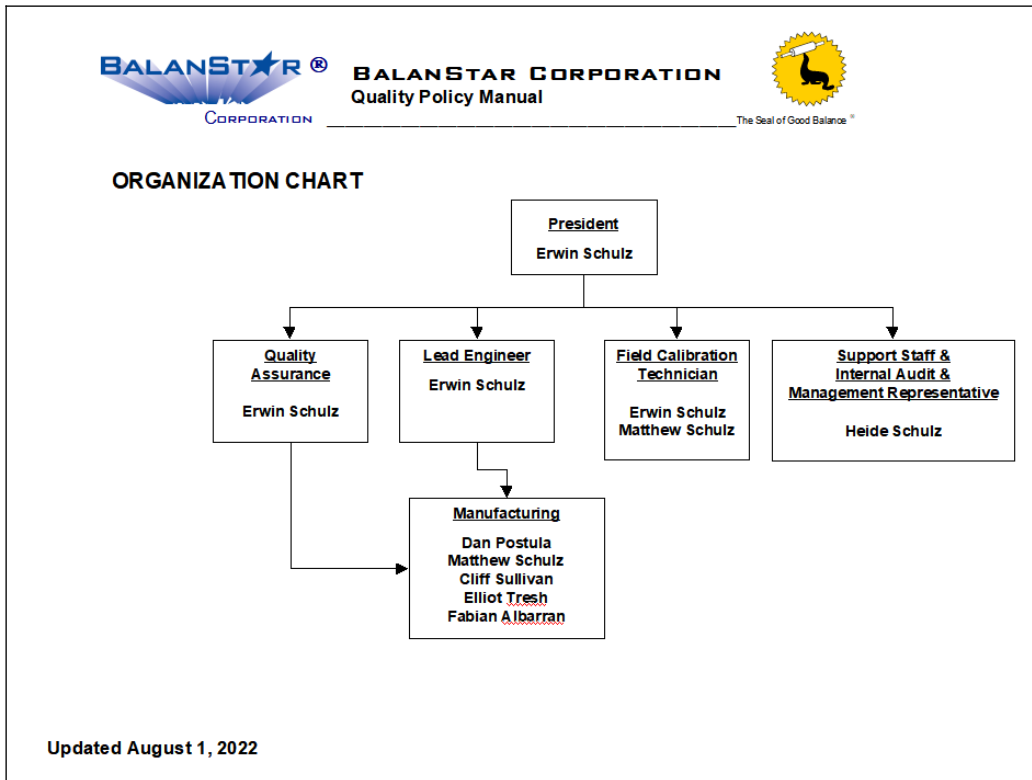 BALANSTAR ®
CORPORATION
BALANSTAR CORPORATION
Quality Policy Manual
The Seal of Good Balance ®
ORGANIZATION CHART
President
Erwin Schulz
Quality
Assurance
Erwin Schulz
Lead Engineer
Erwin Schulz
Field Calibration
Technician
Erwin Schulz
Matthew Schulz
Support Staff &
Internal Audit &
Management Representative
Heide Schulz
Manufacturing
Dan Postula
Matthew Schulz
Cliff Sullivan
Elliot Tresh
Fabian Albarran
Updated August 1, 2022